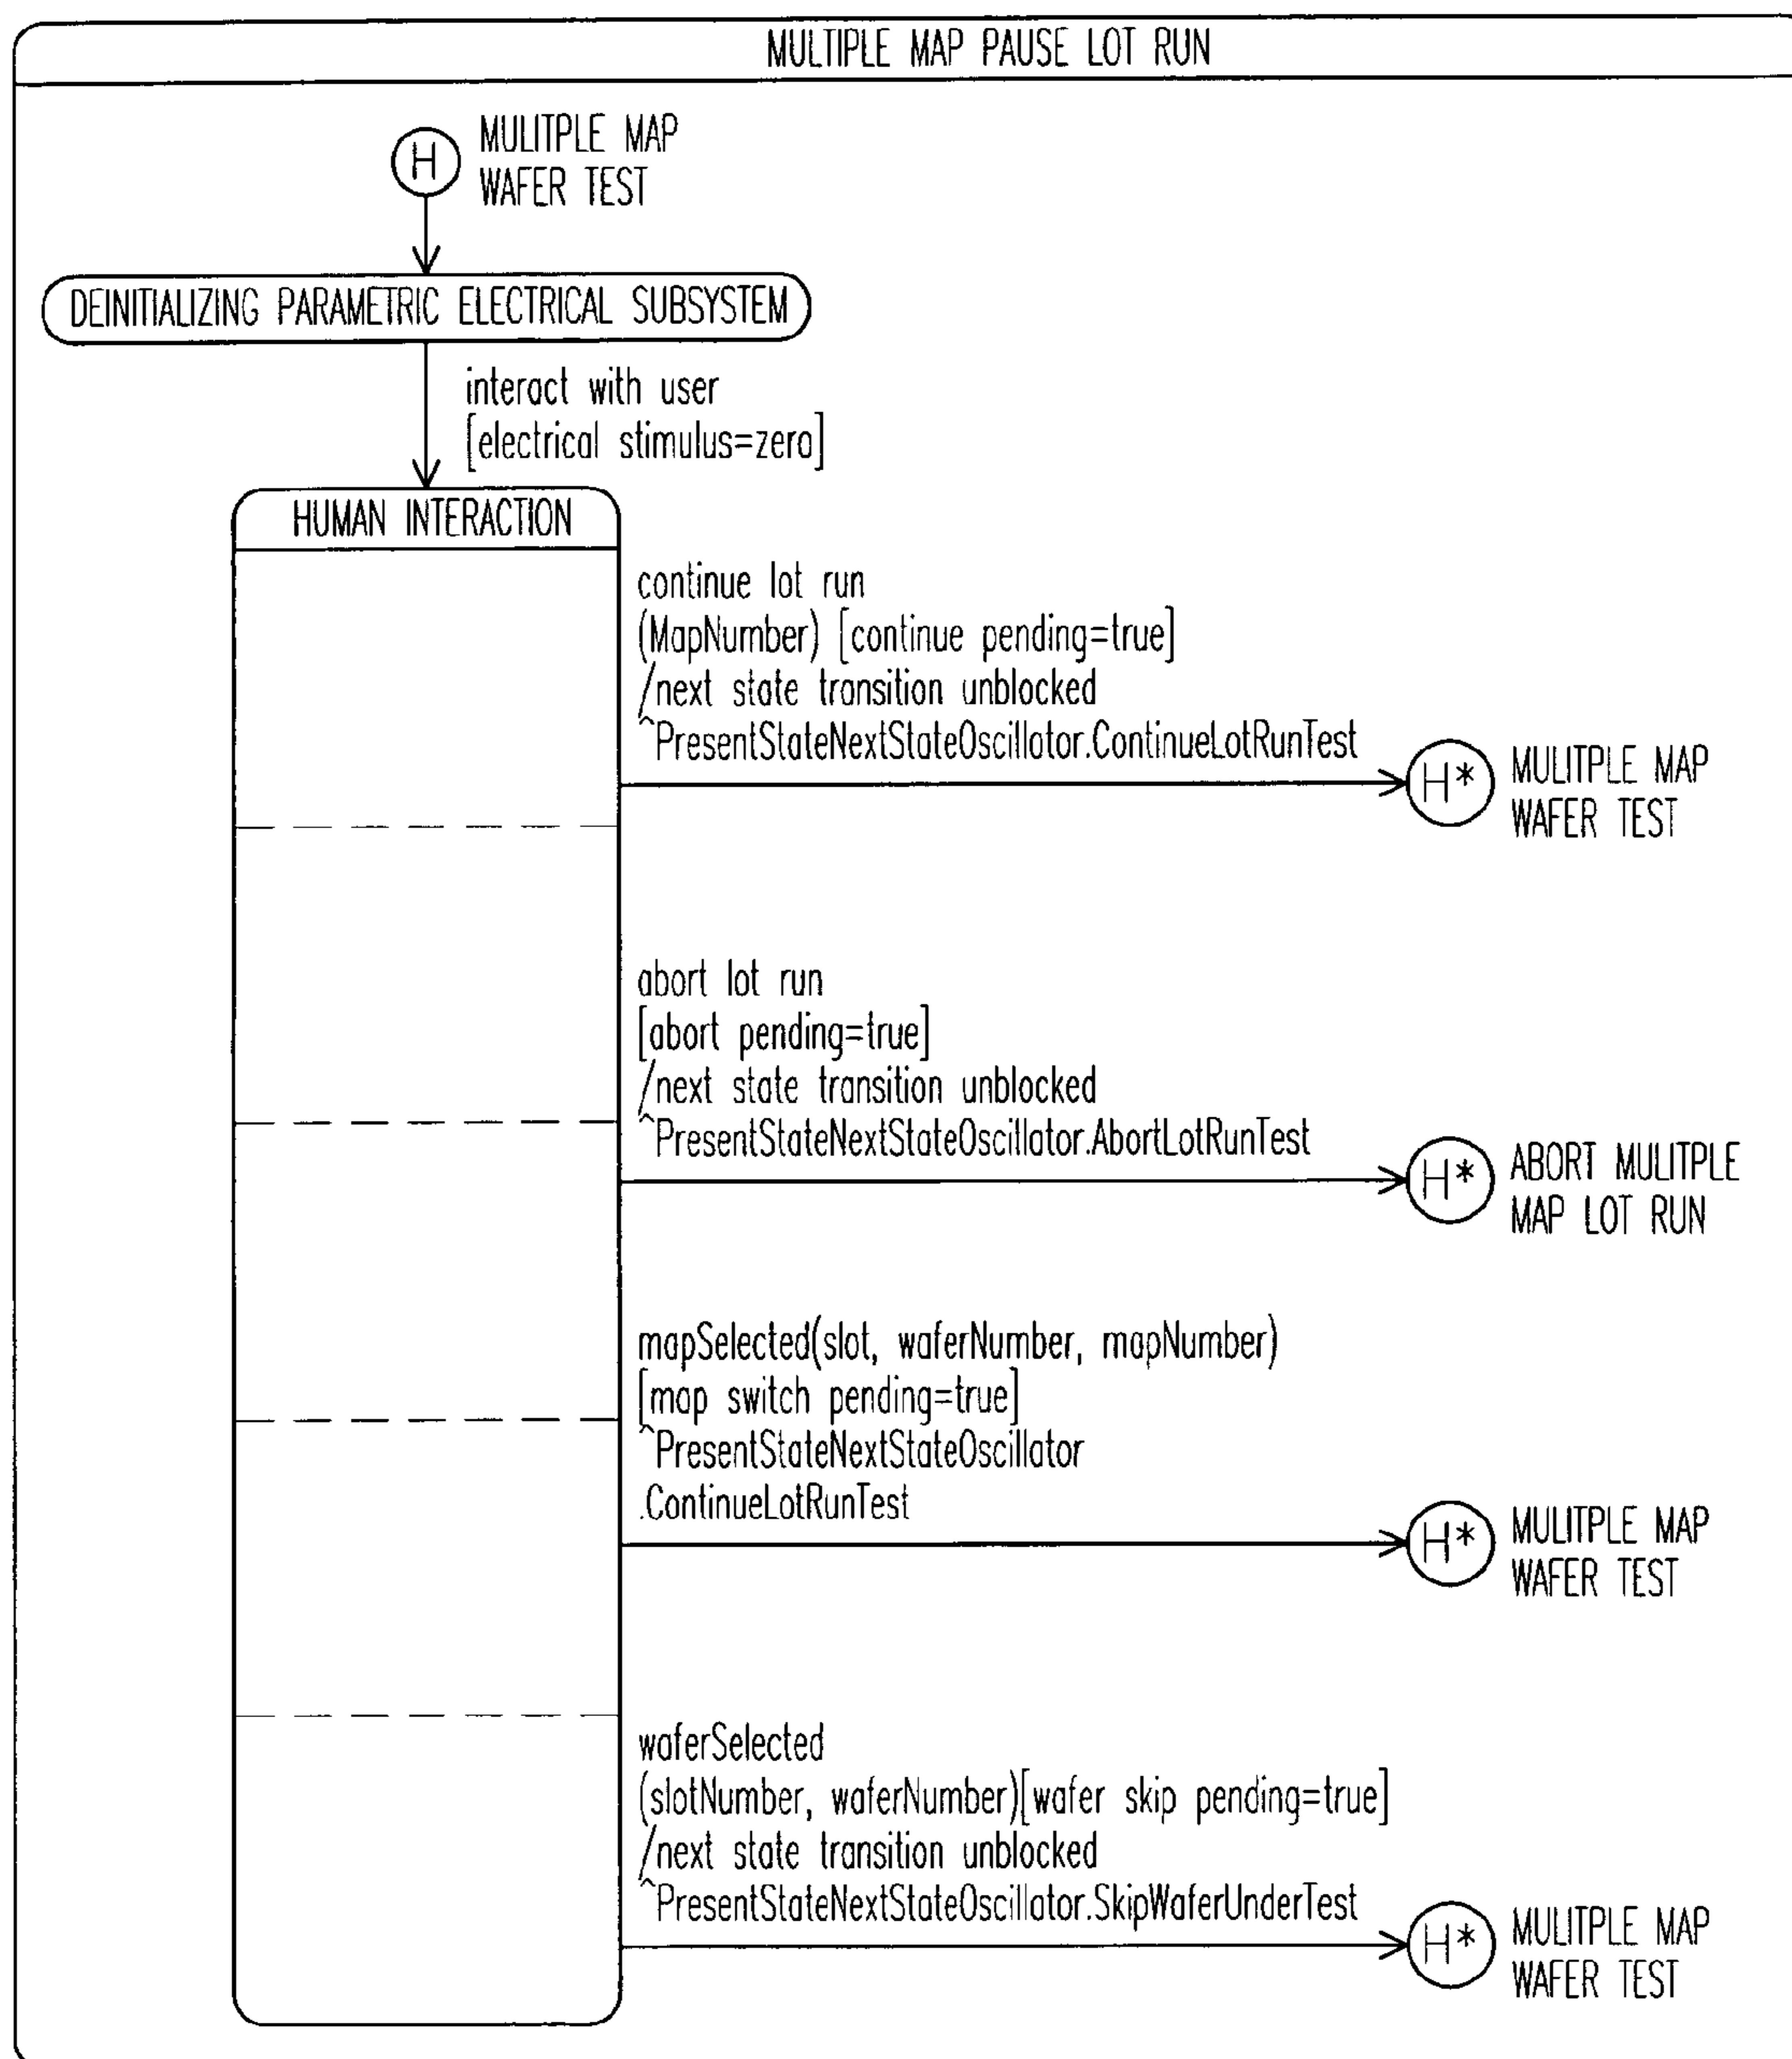 MULTIPLE MAP PAUSE LOT RUN
H
MULITPLE MAP
WAFER TEST
DEINITIALIZING PARAMETRIC ELECTRICAL SUBSYSTEM
interact with user
[electrical stimulus=zero]
HUMAN INTERACTION
continue lot run
(MapNumber) [continue pending=true]
/next state transition unblocked
^PresentStateNextStateOscillator.ContinueLotRunTest
H*
MULITPLE MAP
WAFER TEST
abort lot run
[abort pending=true]
/next state transition unblocked
^PresentStateNextStateOscillator.AbortLotRunTest
H*
ABORT MULITPLE
MAP LOT RUN
mapSelected(slot, waferNumber, mapNumber)
[map switch pending=true]
^PresentStateNextStateOscillator
.ContinueLotRunTest
H*
MULITPLE MAP
WAFER TEST
waferSelected
(slotNumber, waferNumber)[wafer skip pending=true]
/next state transition unblocked
^PresentStateNextStateOscillator.SkipWaferUnderTest
H*
MULITPLE MAP
WAFER TEST